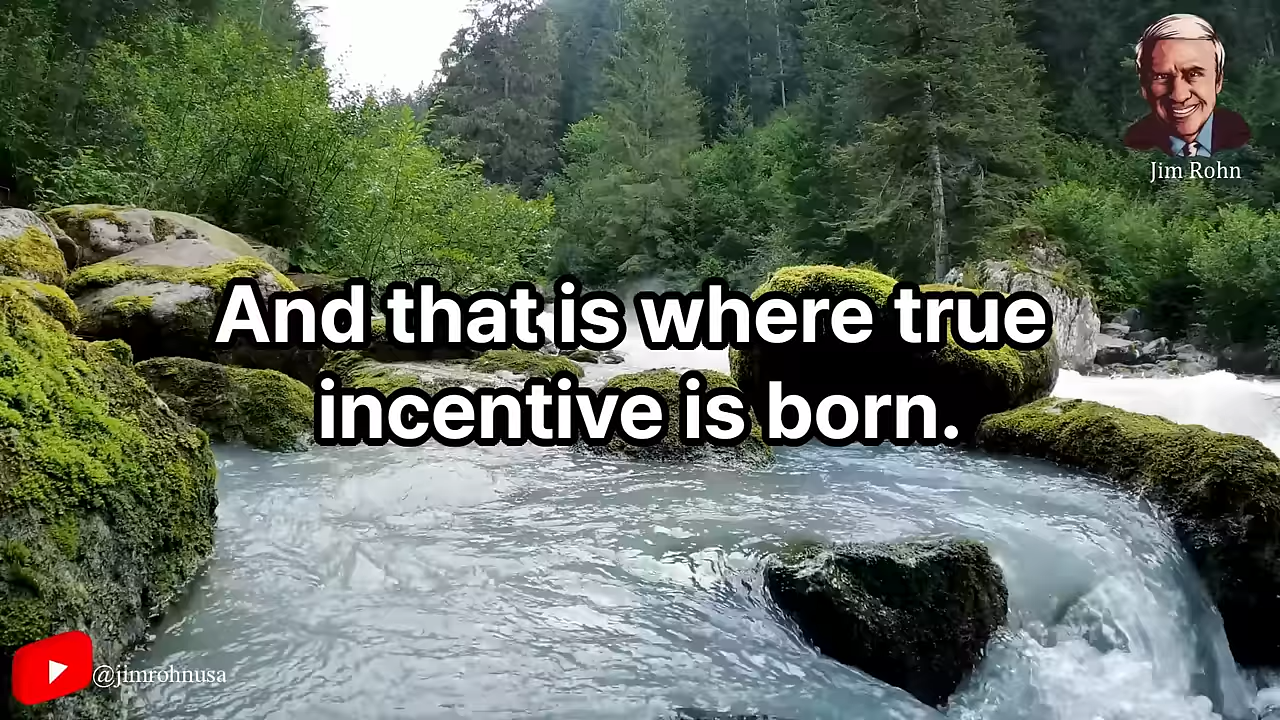 Jim Rohn
And that is where true
incentive is born.
@jimrohnusa